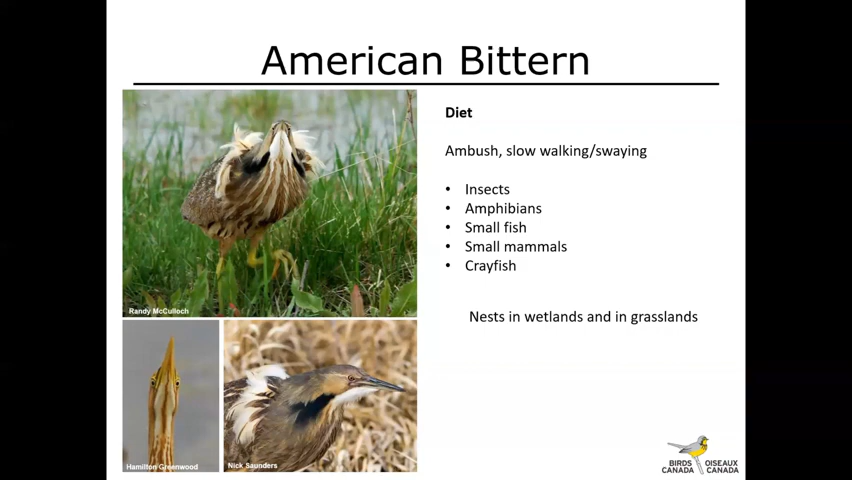 American Bittern
Diet
Ambush, slow walking/swaying
• Insects
• Amphibians
• Small fish
• Small mammals
• Crayfish
Nests in wetlands and in grasslands
Randy McCulloch
Hamilton Greenwood
Nick Saunders
BIRDS OISEAUX
CANADA CANADA